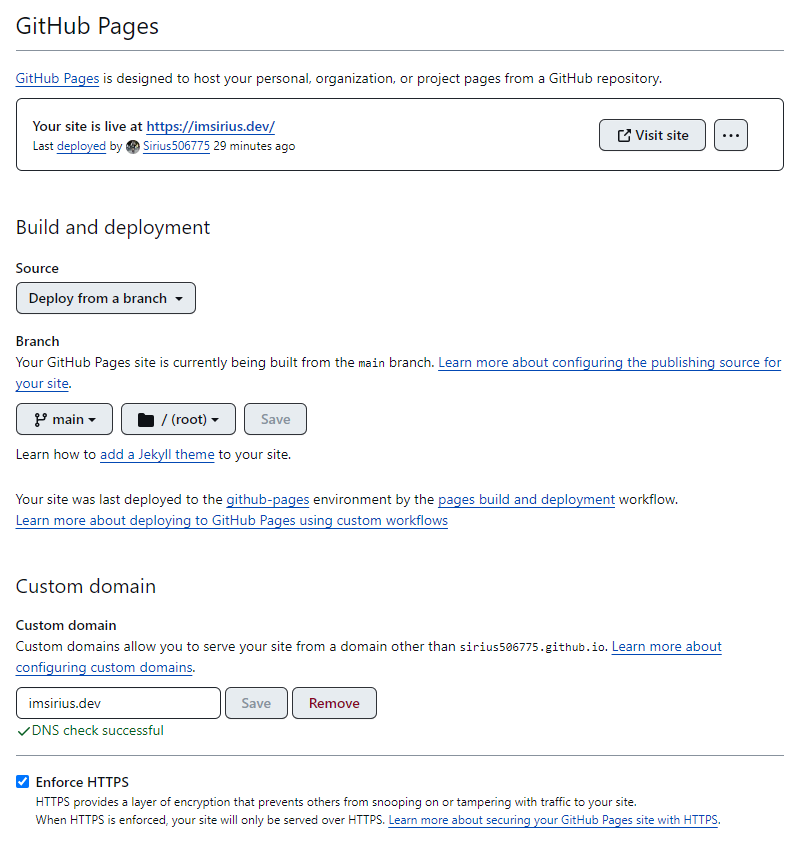 GitHub Pages
GitHub Pages is designed to host your personal, organization, or project pages from a GitHub repository.
Your site is live at https://imsirius.dev/
Last deployed by Sirius506775 29 minutes ago
Visit site
Build and deployment
Source
Deploy from a branch
Branch
Your GitHub Pages site is currently being built from the main branch. Learn more about configuring the publishing source for
your site.
main
/ (root)
Save
Learn how to add a Jekyll theme to your site.
Your site was last deployed to the github-pages environment by the pages build and deployment workflow.
Learn more about deploying to GitHub Pages using custom workflows
Custom domain
Custom domain
Custom domains allow you to serve your site from a domain other than sirius506775.github.io. Learn more about
configuring custom domains.
imsirius.dev
Save
Remove
DNS check successful
Enforce HTTPS
HTTPS provides a layer of encryption that prevents others from snooping on or tampering with traffic to your site.
When HTTPS is enforced, your site will only be served over HTTPS. Learn more about securing your GitHub Pages site with HTTPS.